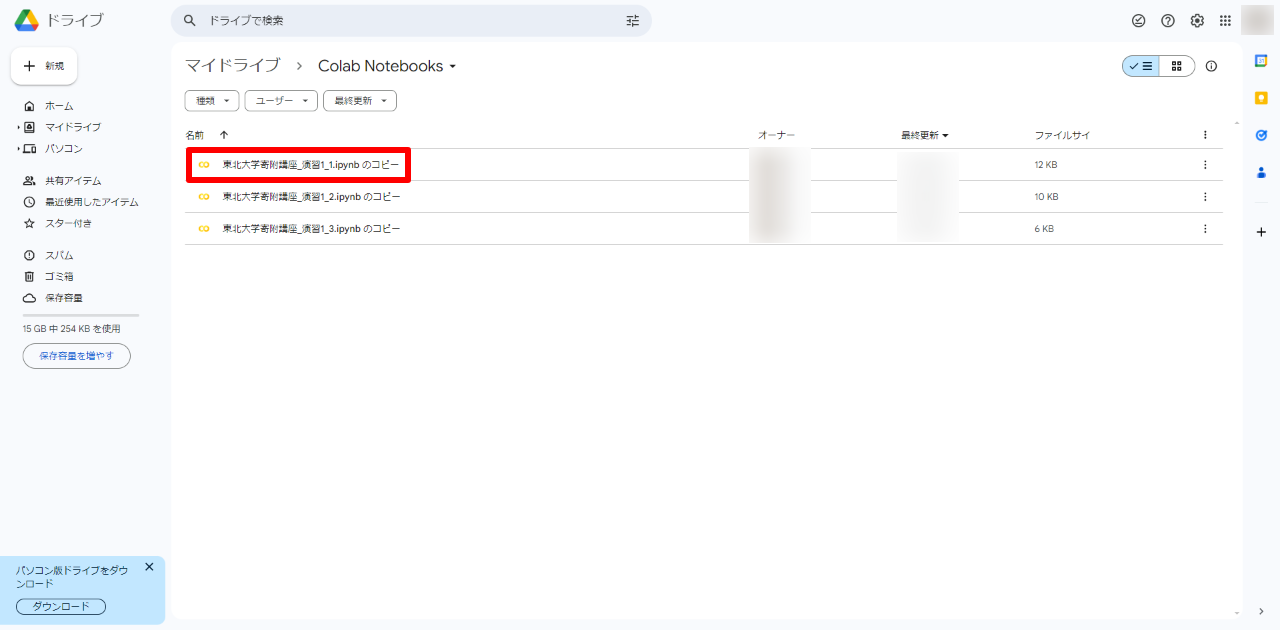 ドライブ
ドライブで検索
新規
ホーム
マイドライブ
パソコン
共有アイテム
最近使用したアイテム
スター付き
スパム
ゴミ箱
保存容量
15 GB 中 254 KB を使用
保存容量を増やす
パソコン版ドライブをダウ
ンロード
ダウンロード
マイドライブ > Colab Notebooks
種類 ユーザー 最終更新
名前 オーナー 最終更新 ファイルサイ
東北大学寄附講座_演習1_1.ipynb のコピー 12 KB
東北大学寄附講座_演習1_2.ipynb のコピー 10 KB
東北大学寄附講座_演習1_3.ipynb のコピー 6 KB